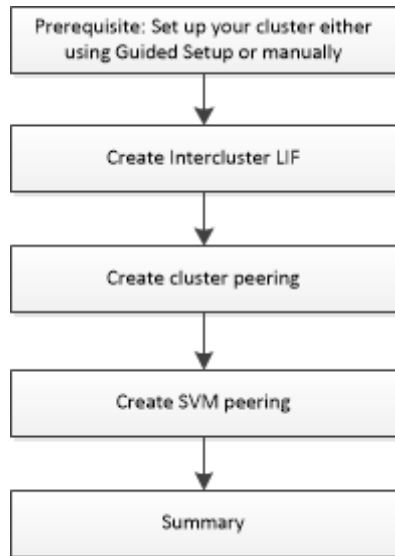 Prerequisite: Set up your cluster either
using Guided Setup or manually
Create Intercluster LIF
Create cluster peering
Create SVM peering
Summary